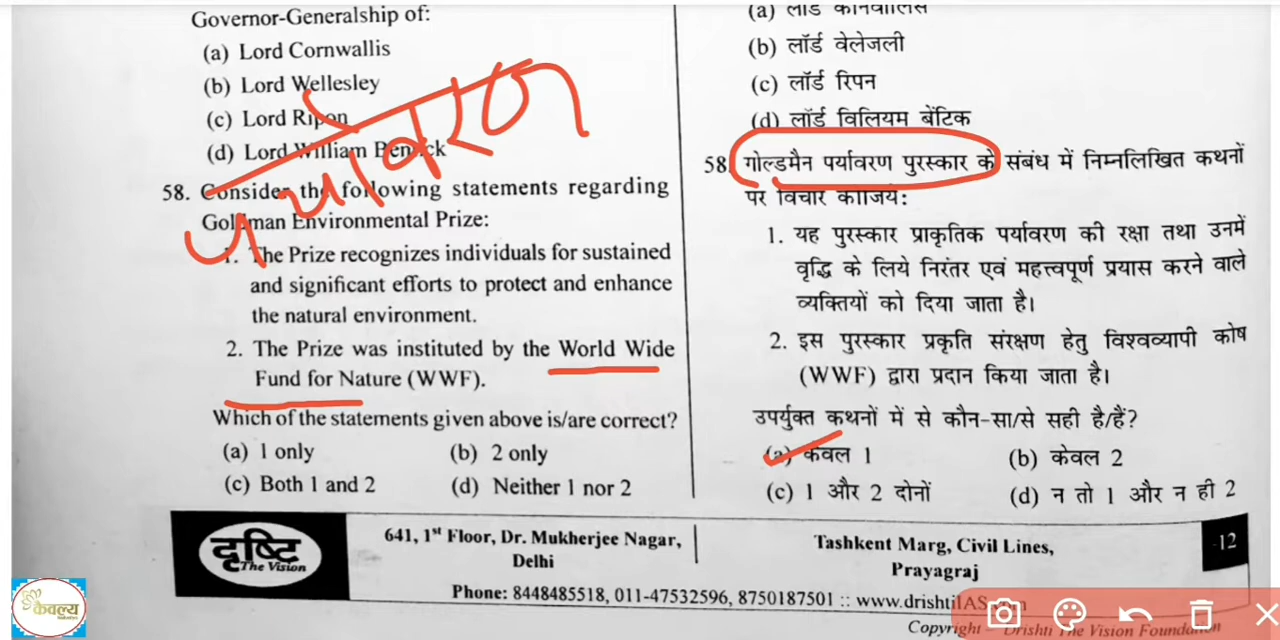 Governor-Generalship of:
(a) Lord Cornwallis
(b) Lord Wellesley
(c) Lord Ripon
(d) Lord William Bentick
58. Consider the following statements regarding
Goldman Environmental Prize:
1. The Prize recognizes individuals for sustained
and significant efforts to protect and enhance
the natural environment.
2. The Prize was instituted by the World Wide
Fund for Nature (WWF).
Which of the statements given above is/are correct?
(a) 1 only (b) 2 only
(c) Both 1 and 2 (d) Neither 1 nor 2
पर्यावरण
(a) लॉर्ड कॉर्नवालिस
(b) लॉर्ड वेलेजली
(c) लॉर्ड रिपन
(d) लॉर्ड विलियम बेंटिक
58. गोल्डमैन पर्यावरण पुरस्कार के संबंध में निम्नलिखित कथनों
पर विचार कीजिये:
1. यह पुरस्कार प्राकृतिक पर्यावरण की रक्षा तथा उनमें
वृद्धि के लिये निरंतर एवं महत्त्वपूर्ण प्रयास करने वाले
व्यक्तियों को दिया जाता है।
2. इस पुरस्कार प्रकृति संरक्षण हेतु विश्वव्यापी कोष
(WWF) द्वारा प्रदान किया जाता है।
उपर्युक्त कथनों में से कौन-सा/से सही है/हैं?
(a) केवल 1 (b) केवल 2
(c) 1 और 2 दोनों (d) न तो 1 और न ही 2
दृष्टि
The Vision
641, 1st Floor, Dr. Mukherjee Nagar,
Delhi
Tashkent Marg, Civil Lines,
Prayagraj
12
Phone: 8448485518, 011-47532596, 8750187501 :: www.drishtiIAS.com
Copyright – Drishti The Vision Foundation
कैवल्य